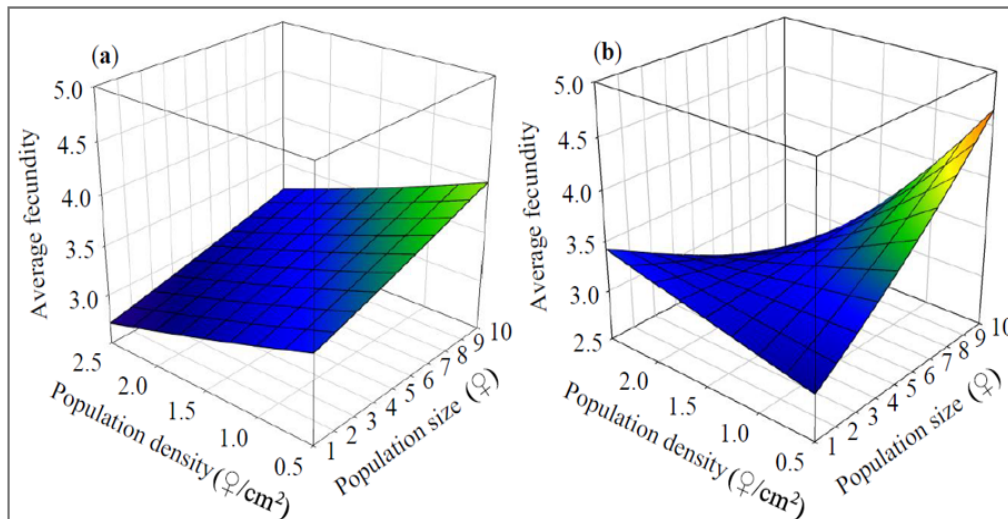 (a)
5.0
4.5
4.0
3.5
3.0
Average fecundity
2.5
2.0
1.5
1.0
0.5
Population density(♀/cm²)
1 2 3 4 5 6 7 8 9 10
Population size (♀)
(b)
5.0
4.5
4.0
3.5
3.0
2.5
Average fecundity
2.0
1.5
1.0
0.5
Population density(♀/cm²)
1 2 3 4 5 6 7 8 9 10
Population size (♀)